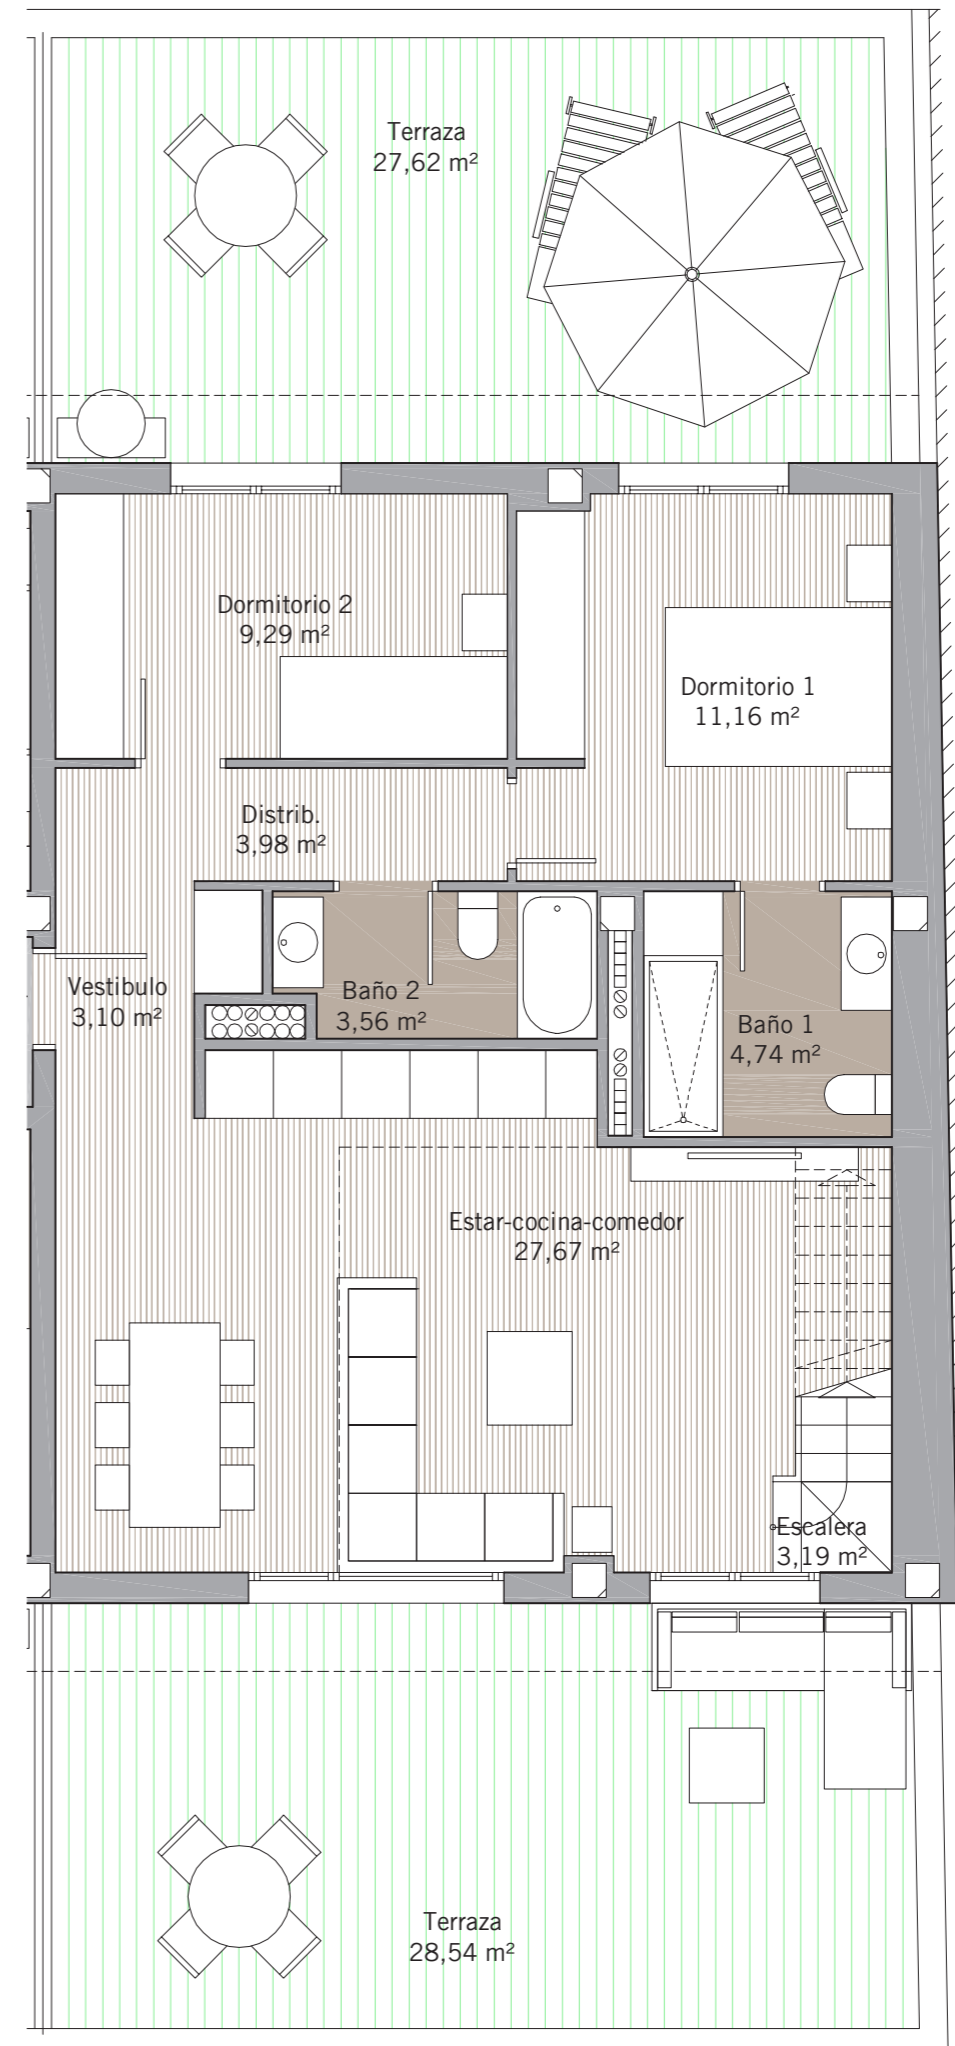 Terraza
27,62 m²
Dormitorio 2
9,29 m²
Dormitorio 1
11,16 m²
Distrib.
3,98 m²
Vestibulo
3,10 m²
Baño 2
3,56 m²
Baño 1
4,74 m²
Estar-cocina-comedor
27,67 m²
Escalera
3,19 m²
Terraza
28,54 m²